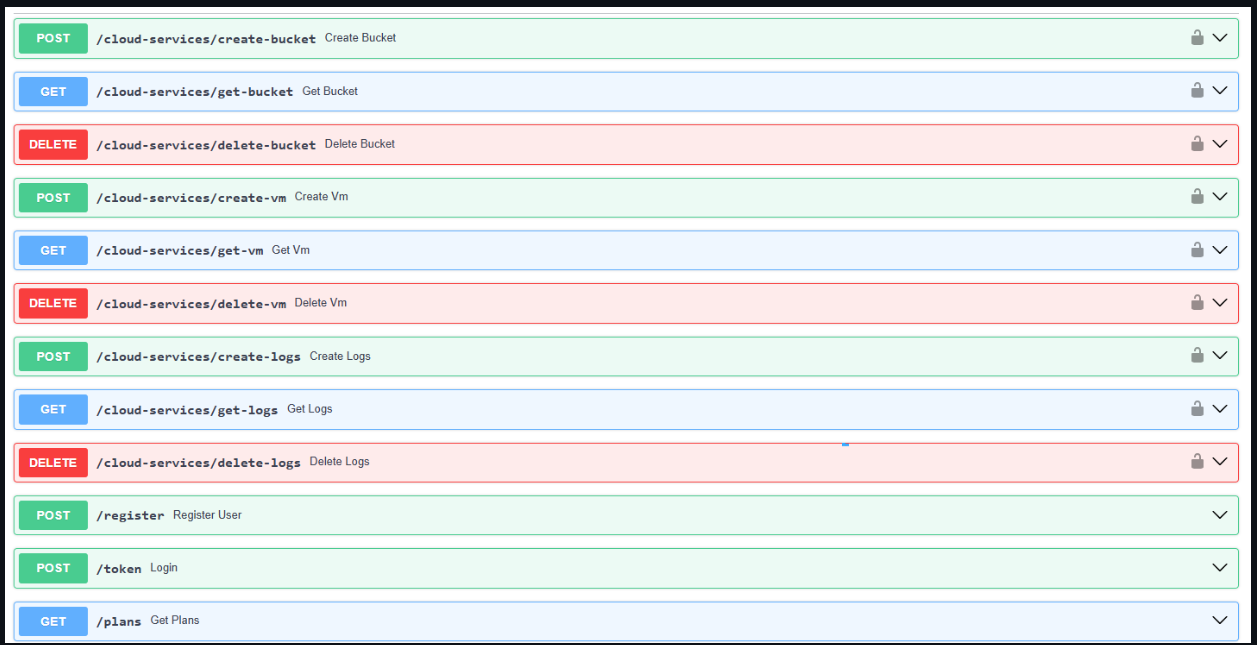 POST /cloud-services/create-bucket Create Bucket
GET /cloud-services/get-bucket Get Bucket
DELETE /cloud-services/delete-bucket Delete Bucket
POST /cloud-services/create-vm Create Vm
GET /cloud-services/get-vm Get Vm
DELETE /cloud-services/delete-vm Delete Vm
POST /cloud-services/create-logs Create Logs
GET /cloud-services/get-logs Get Logs
DELETE /cloud-services/delete-logs Delete Logs
POST /register Register User
POST /token Login
GET /plans Get Plans